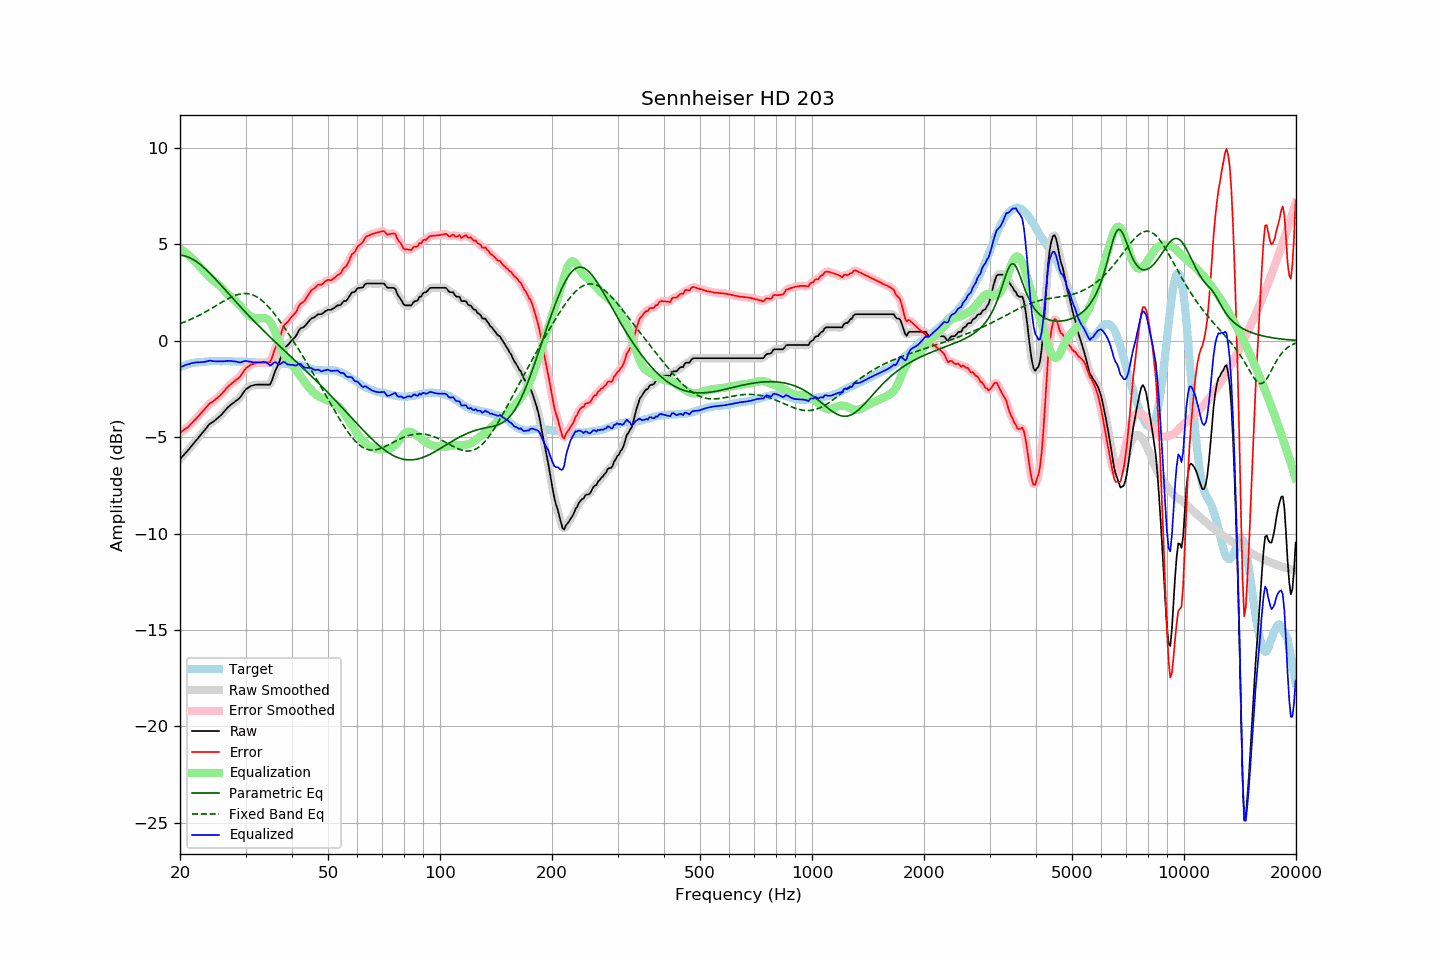 Sennheiser HD 203
10
5
0
−5
−10
−15
−20
−25
Amplitude (dBr)
Target
Raw Smoothed
Error Smoothed
Raw
Error
Equalization
Parametric Eq
Fixed Band Eq
Equalized
20 50 100 200 500 1000 2000 5000 10000 20000
Frequency (Hz)